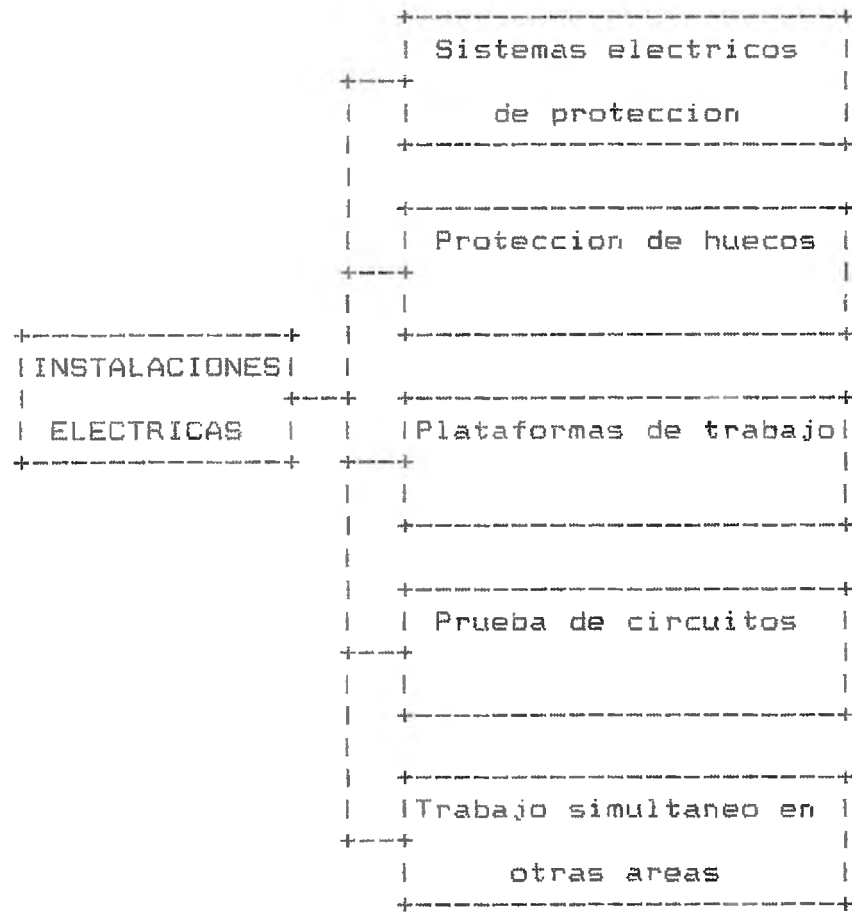 Sistemas electricos
de proteccion
Proteccion de huecos
INSTALACIONES
ELECTRICAS
Plataformas de trabajo
Prueba de circuitos
Trabajo simultaneo en
otras areas